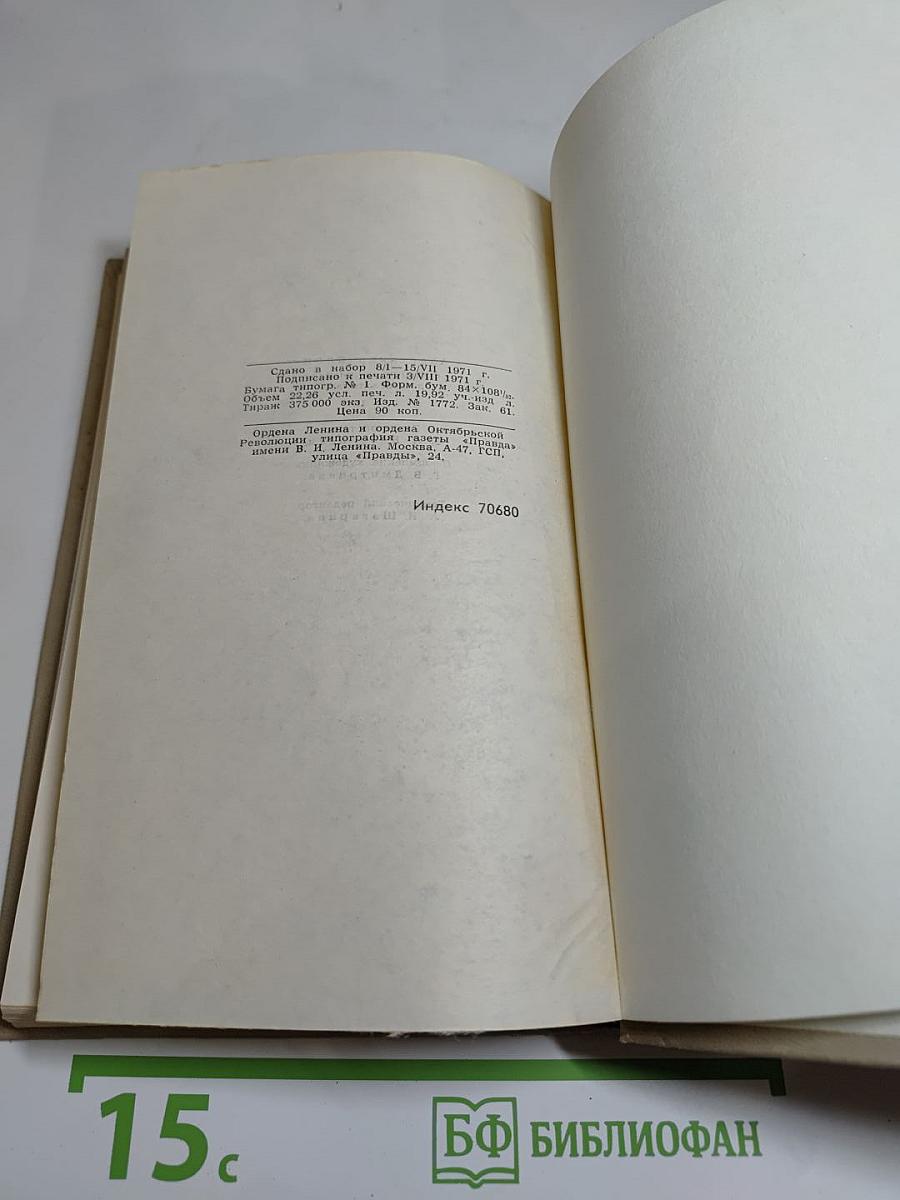 Сдано в набор 8/I—15/VII 1971 г.
Подписано к печати 3/VIII 1971 г
Бумага типогр. № 1. Форм. бум. 84×108¹/₃₂.
Объем 22,26 усл. печ. л. 19,92 уч.-изд л.
Тираж 375 000 экз. Изд. № 1772. Зак. 61.
Цена 90 коп.
Ордена Ленина и ордена Октябрьской
Революции типография газеты «Правда»
имени В. И. Ленина. Москва, А-47, ГСП,
улица «Правды», 24,
Индекс 70680
15 с
БФ БИБЛИОФАН